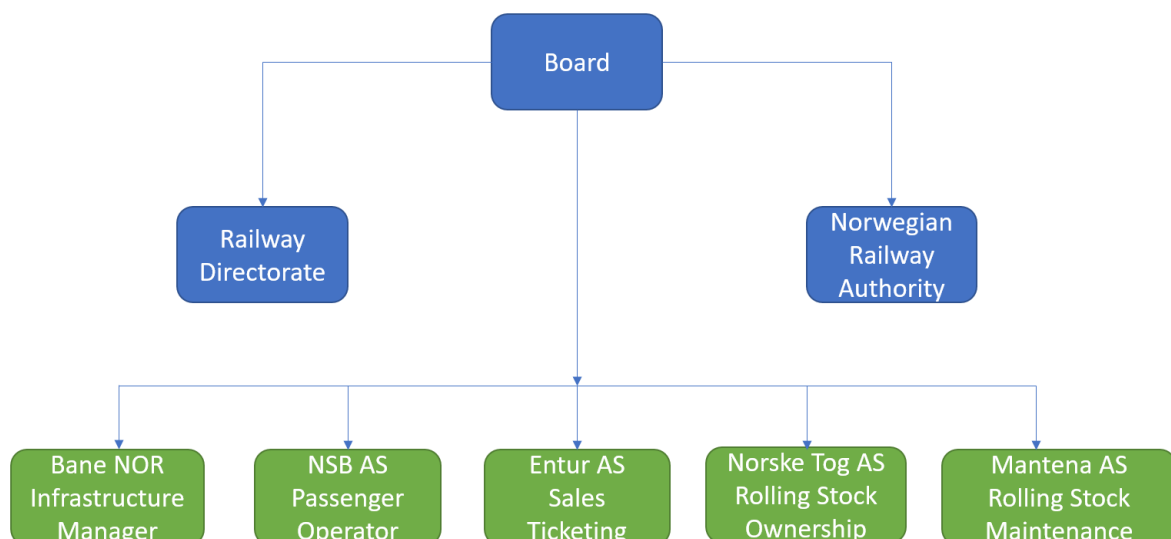 Board
Railway
Directorate
Norwegian
Railway
Authority
Bane NOR
Infrastructure
Manager
NSB AS
Passenger
Operator
Entur AS
Sales
Ticketing
Norske Tog AS
Rolling Stock
Ownership
Mantena AS
Rolling Stock
Maintenance